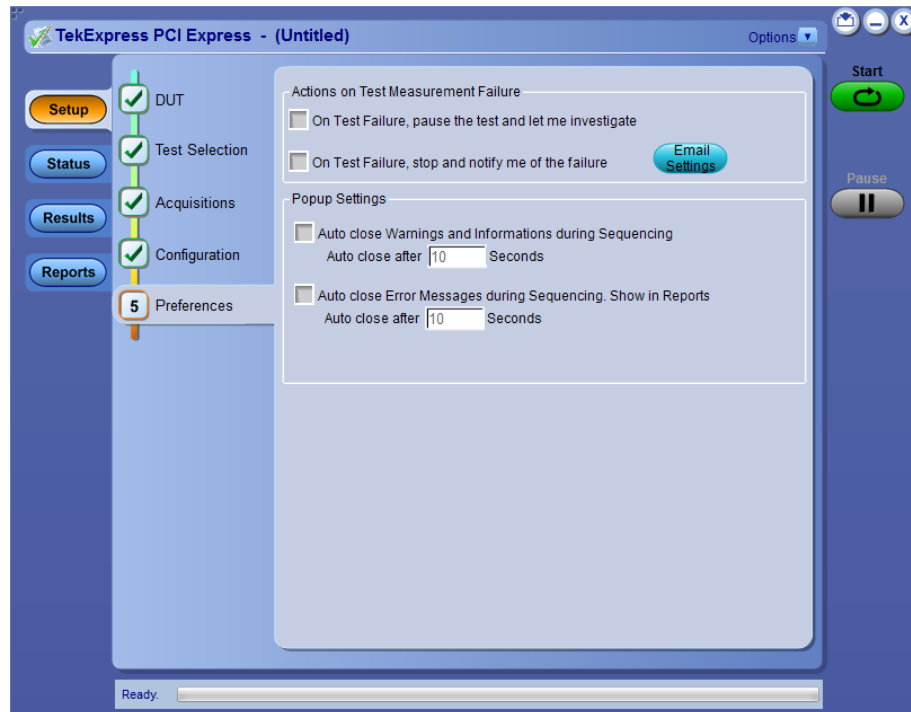 TekExpress PCI Express - (Untitled)
Options
X
Start
Setup
Status
Results
Reports
DUT
Test Selection
Acquisitions
Configuration
5 Preferences
Actions on Test Measurement Failure
On Test Failure, pause the test and let me investigate
On Test Failure, stop and notify me of the failure
Email
Settings
Popup Settings
Auto close Warnings and Informations during Sequencing
Auto close after 10 Seconds
Auto close Error Messages during Sequencing. Show in Reports
Auto close after 10 Seconds
Pause
Ready.